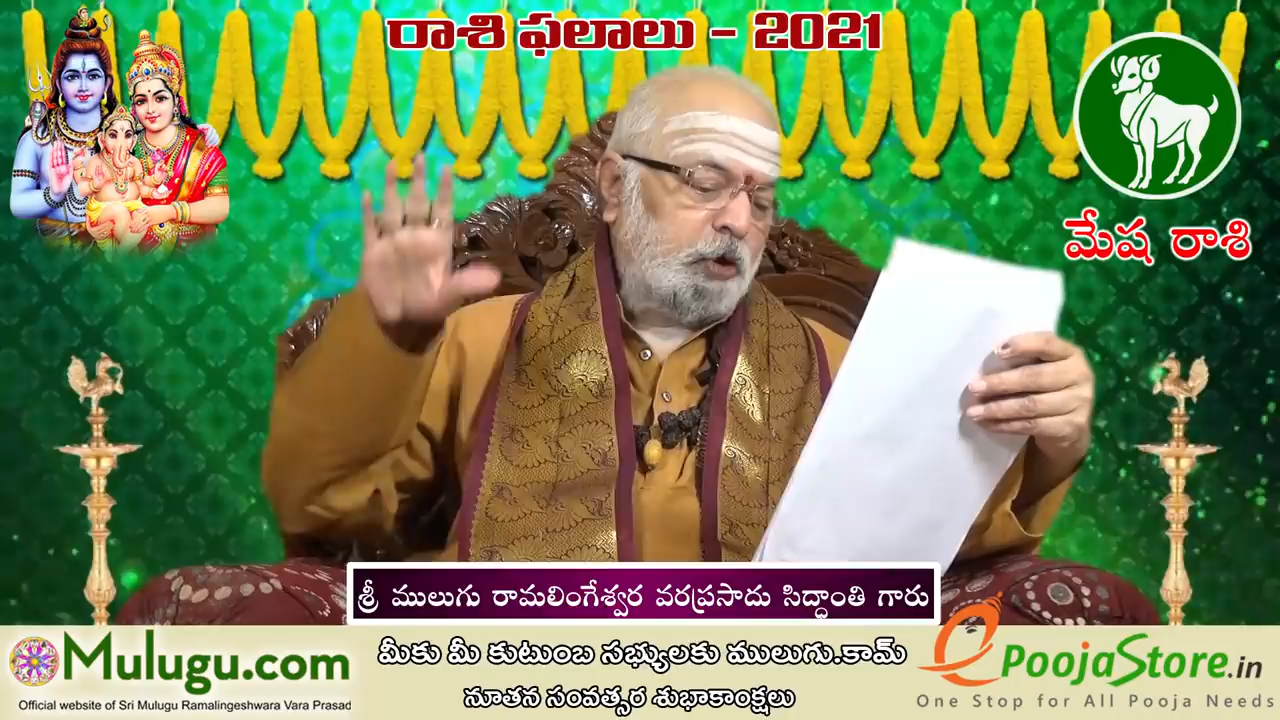 రాశి ఫలాలు - 2021
మేష రాశి
శ్రీ ములుగు రామలింగేశ్వర వరప్రసాదు సిద్ధాంతి గారు
Mulugu.com
Official website of Sri Mulugu Ramalingeshwara Vara Prasad
మీకు మీ కుటుంబ సభ్యులకు ములుగు.కామ్
నూతన సంవత్సర శుభాకాంక్షలు
ePoojaStore.in
One Stop for All Pooja Needs